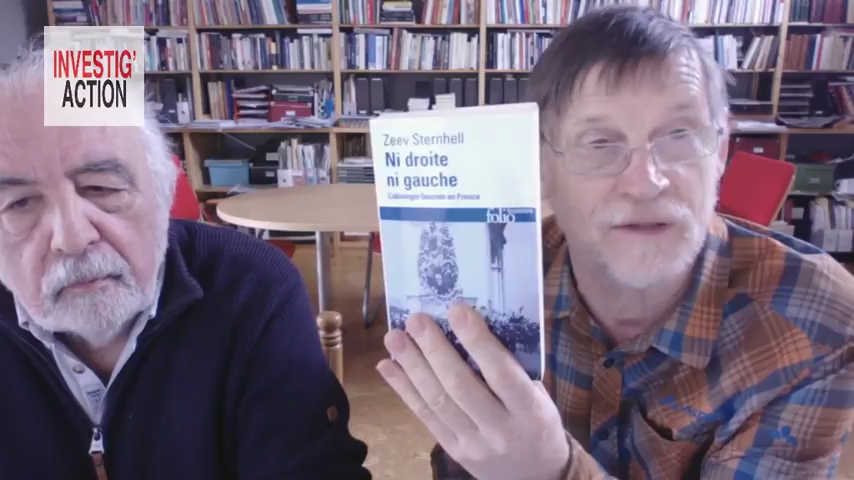 INVESTIG'
ACTION
Zeev Sternhell
Ni droite
ni gauche
L'idéologie fasciste en France
folio